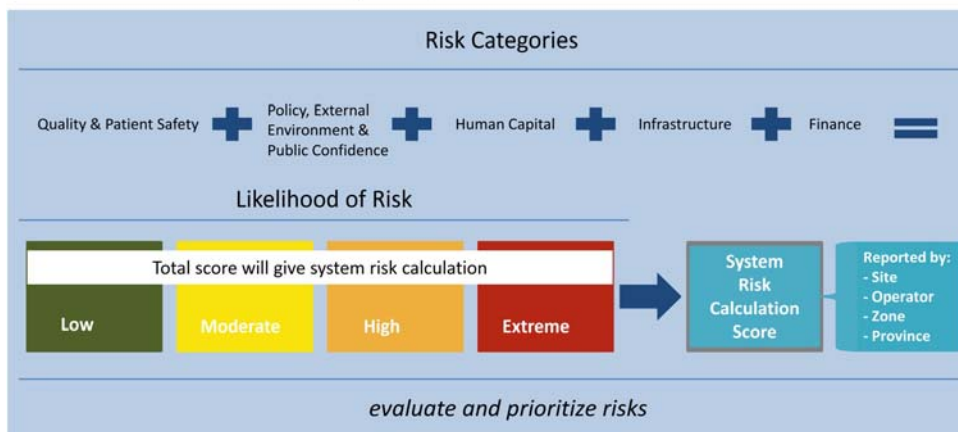 Risk Categories
Quality & Patient Safety
Policy, External
Environment &
Public Confidence
Human Capital
Infrastructure
Finance
Likelihood of Risk
Total score will give system risk calculation
Low
Moderate
High
Extreme
System
Risk
Calculation
Score
Reported by:
- Site
- Operator
- Zone
- Province
evaluate and prioritize risks